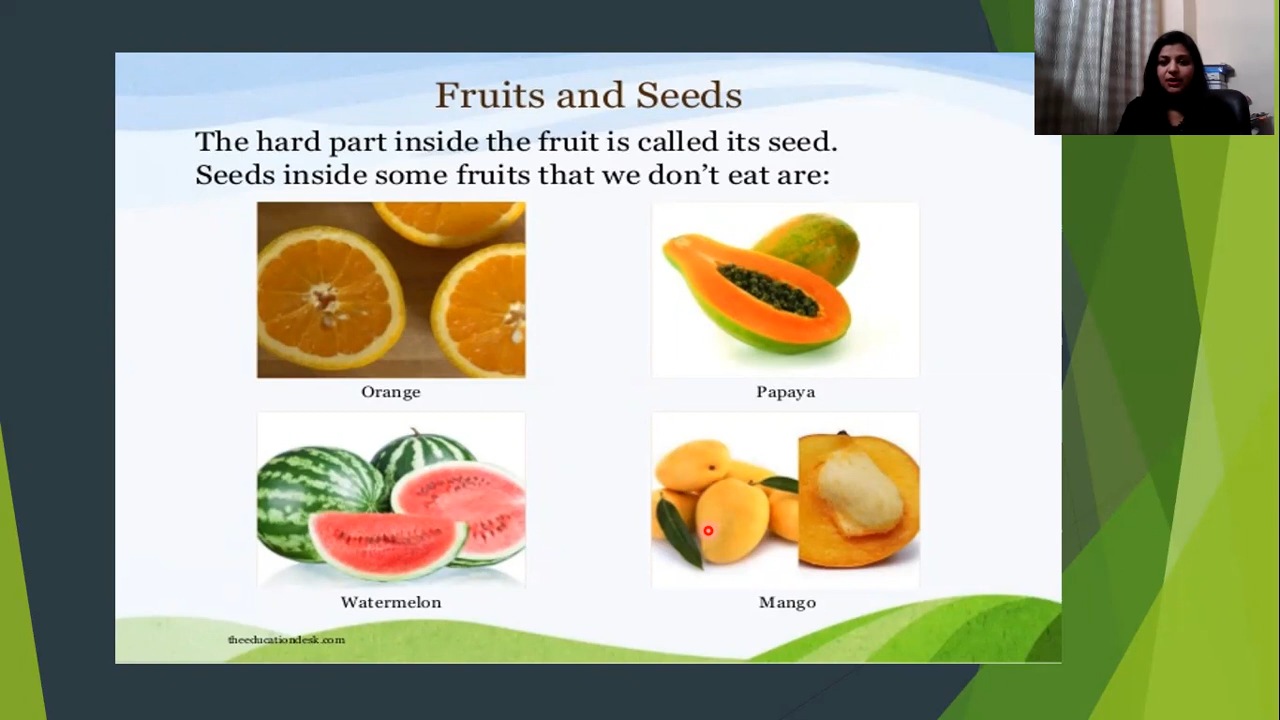 Fruits and Seeds
The hard part inside the fruit is called its seed.
Seeds inside some fruits that we don’t eat are:
Orange
Papaya
Watermelon
Mango
theeducationdesk.com